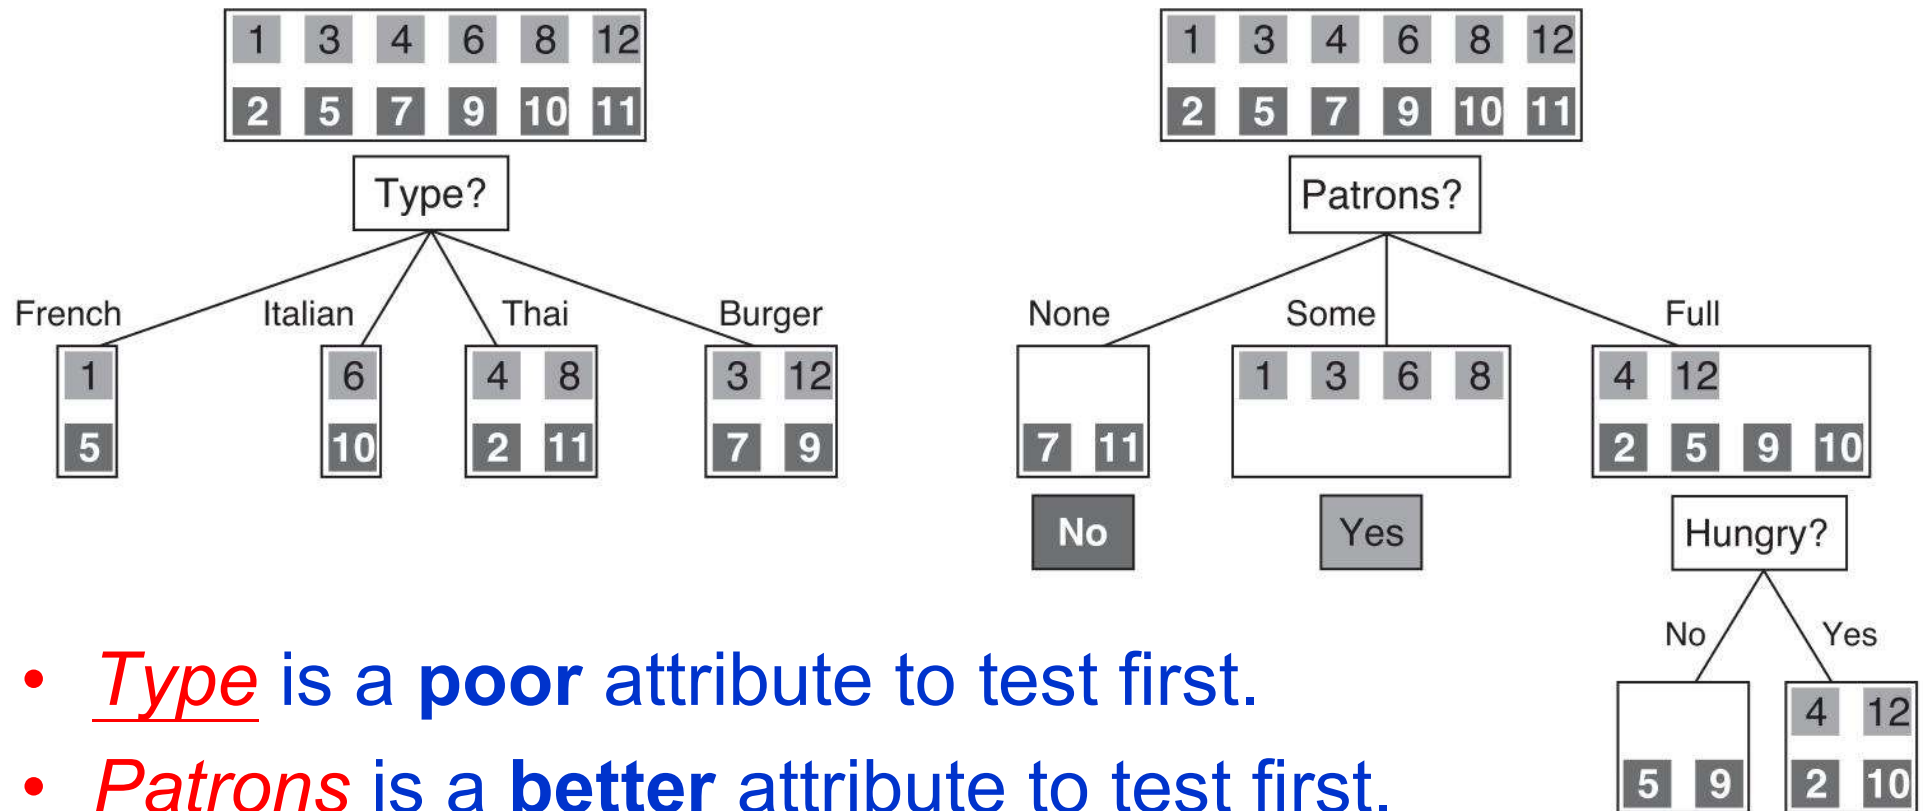 1 3 4 6 8 12
2 5 7 9 10 11
Type?
French Italian Thai Burger
1 6 4 8 3 12
5 10 2 11 7 9
1 3 4 6 8 12
2 5 7 9 10 11
Patrons?
None Some Full
1 3 6 8 4 12
7 11 2 5 9 10
No Yes Hungry?
No Yes
4 12
5 9 2 10
• Type is a poor attribute to test first.
• Patrons is a better attribute to test first.